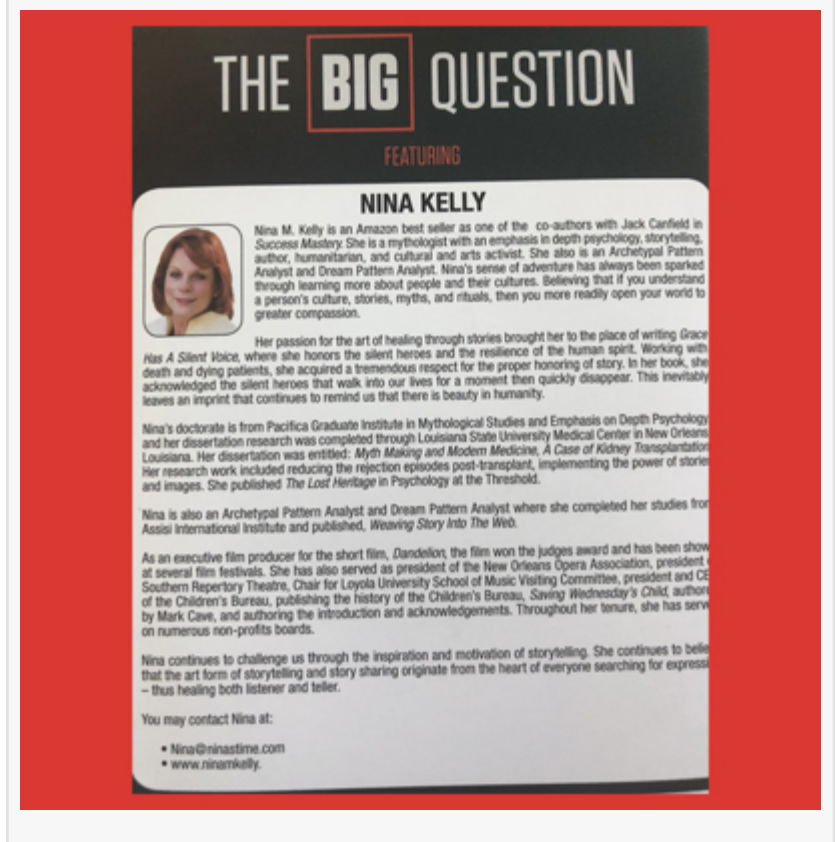 THE BIG QUESTION
FEATURING
NINA KELLY
Nina M. Kelly is an Amazon best seller as one of the co-authors with Jack Canfield in
Success Mastery. She is a mythologist with an emphasis in depth psychology, storytelling,
author, humanitarian, and cultural and arts activist. She also is an Archetypal Pattern
Analyst and Dream Pattern Analyst. Nina's sense of adventure has always been sparked
through learning more about people and their cultures. Believing that if you understand
a person's culture, stories, myths, and rituals, then you more readily open your world to
greater compassion.
Her passion for the art of healing through stories brought her to the place of writing Grace
Has A Silent Voice, where she honors the silent heroes and the resilience of the human spirit. Working with
death and dying patients, she acquired a tremendous respect for the proper honoring of story. In her book, she
acknowledged the silent heroes that walk into our lives for a moment then quickly disappear. This inevitably
leaves an imprint that continues to remind us that there is beauty in humanity.
Nina's doctorate is from Pacifica Graduate Institute in Mythological Studies and Emphasis on Depth Psychology
and her dissertation research was completed through Louisiana State University Medical Center in New Orleans
Louisiana. Her dissertation was entitled: Myth Making and Modern Medicine, A Case of Kidney Transplantation
Her research work included reducing the rejection episodes post-transplant, implementing the power of stories
and images. She published The Lost Heritage in Psychology at the Threshold.
Nina is also an Archetypal Pattern Analyst and Dream Pattern Analyst where she completed her studies from
Assisi International Institute and published, Weaving Story Into The Web.
As an executive film producer for the short film, Dandelion, the film won the judges award and has been show
at several film festivals. She has also served as president of the New Orleans Opera Association, president
Southern Repertory Theatre, Chair for Loyola University School of Music Visiting Committee, president and CE
of the Children's Bureau, publishing the history of the Children's Bureau, Saving Wednesday's Child, author
by Mark Cave, and authoring the introduction and acknowledgements. Throughout her tenure, she has serv
on numerous non-profits boards.
Nina continues to challenge us through the inspiration and motivation of storytelling. She continues to belie
that the art form of storytelling and story sharing originate from the heart of everyone searching for expressi
– thus healing both listener and teller.
You may contact Nina at:
• Nina@ninastime.com
• www.ninamkelly.